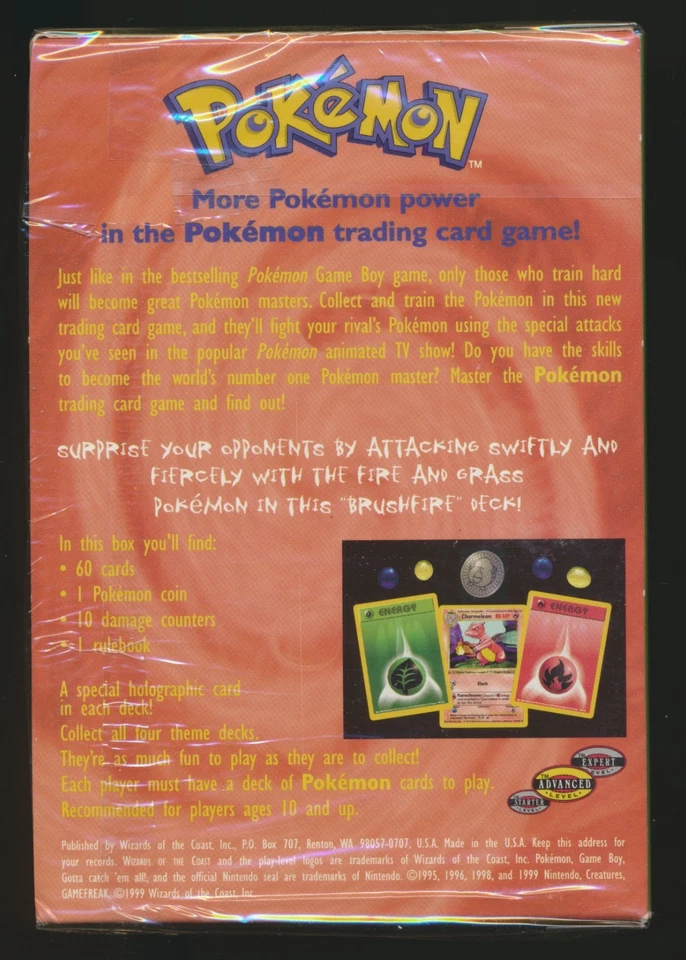 POKéMON
TM
More Pokémon power
in the Pokémon trading card game!
Just like in the bestselling Pokémon Game Boy game, only those who train hard
will become great Pokémon masters. Collect and train the Pokémon in this new
trading card game, and they'll fight your rival's Pokémon using the special attacks
you've seen in the popular Pokémon animated TV show! Do you have the skills
to become the world's number one Pokémon master? Master the Pokémon
trading card game and find out!
SURPRISE YOUR OPPONENTS BY ATTACKING SWIFTLY AND
FIERCELY WITH THE FIRE AND GRASS
POKéMON IN THIS "BRUSHFIRE" DECK!
In this box you'll find:
• 60 cards
• 1 Pokémon coin
• 10 damage counters
• 1 rulebook
ENERGY
Charmeleon
Slash
Flamethrower
ENERGY
A special holographic card
in each deck!
Collect all four theme decks.
They're as much fun to play as they are to collect!
Each player must have a deck of Pokémon cards to play.
Recommended for players ages 10 and up.
EXPERT
LEVEL
TM
ADVANCED
•LEVEL•
STARTER
LEVEL
Published by Wizards of the Coast, Inc., P.O. Box 707, Renton, WA 98057-0707, U.S.A. Made in the U.S.A. Keep this address for
your records. WIZARDS OF THE COAST and the play-level logos are trademarks of Wizards of the Coast, Inc. Pokémon, Game Boy,
Gotta catch 'em all!, and the official Nintendo seal are trademarks of Nintendo. ©1995, 1996, 1998, and 1999 Nintendo, Creatures,
GAMEFREAK. ©1999 Wizards of the Coast, Inc.